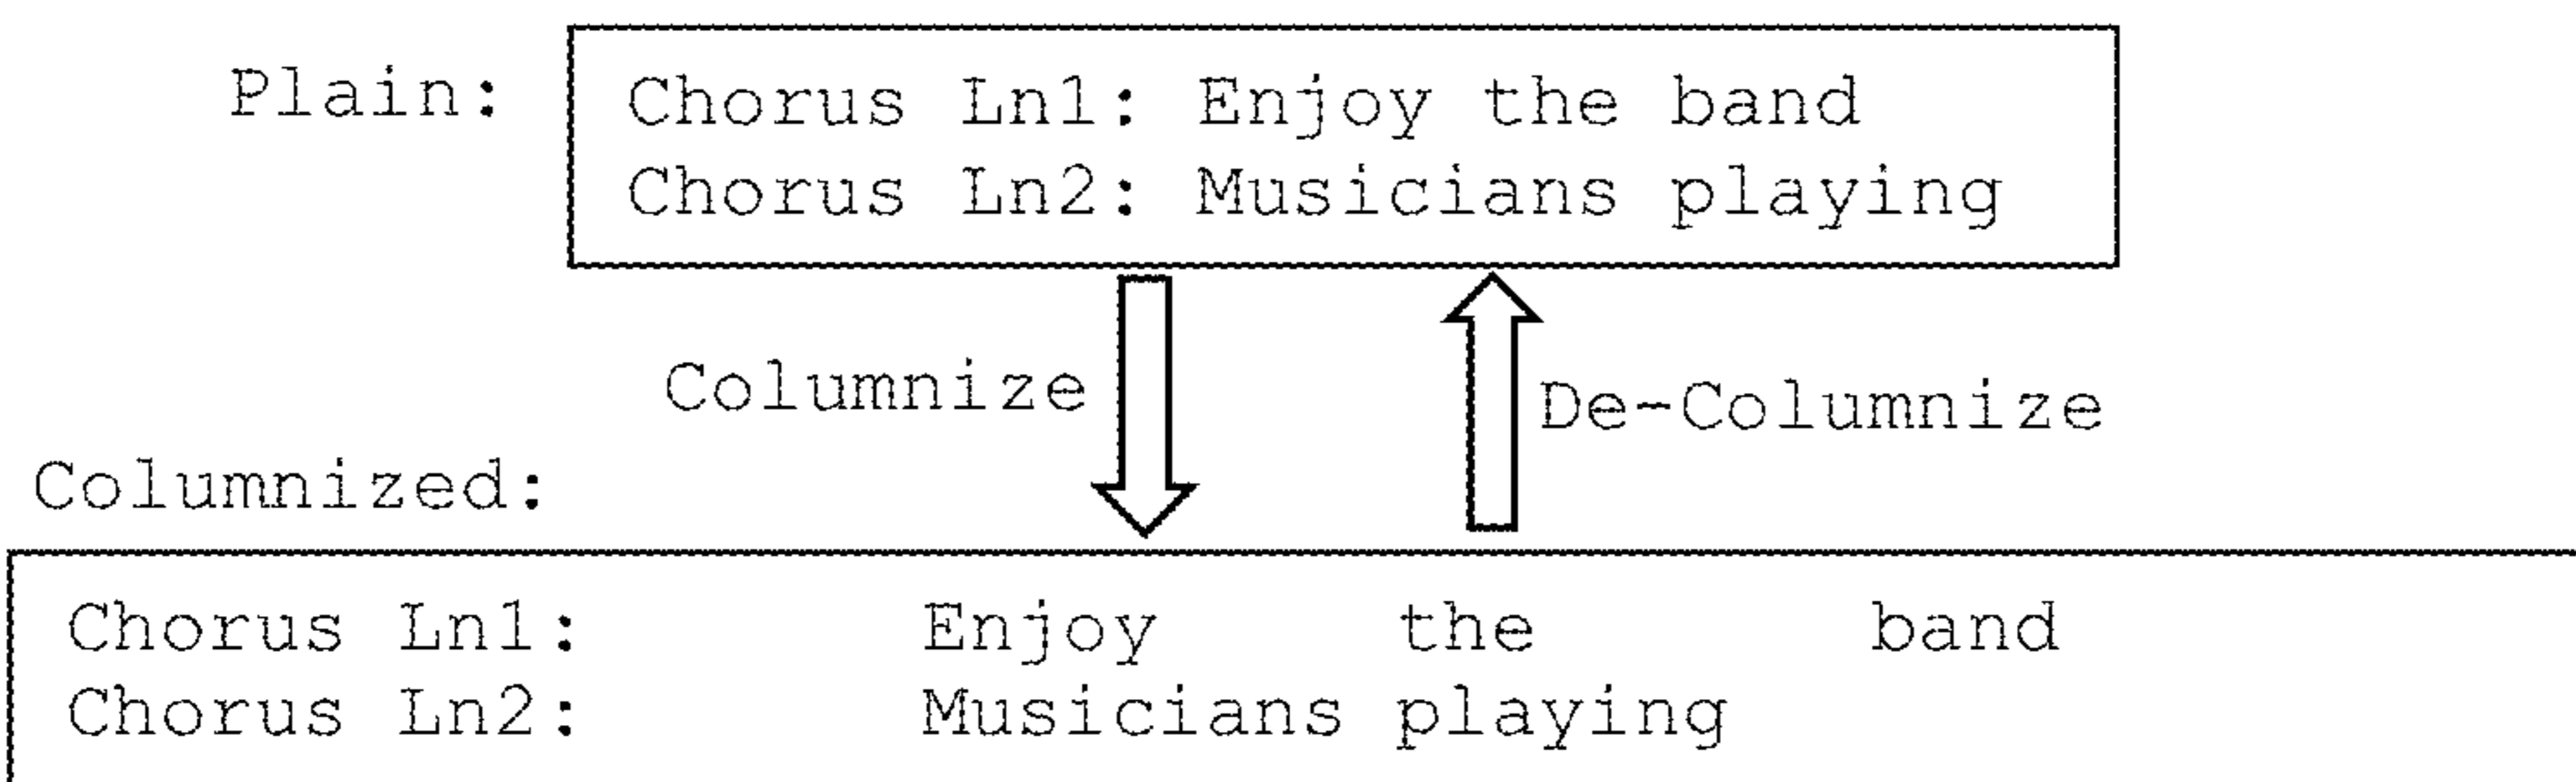 Plain:
Chorus Ln1: Enjoy the band
Chorus Ln2: Musicians playing
Columnize
De-Columnize
Columnized:
Chorus Ln1: Enjoy the band
Chorus Ln2: Musicians playing